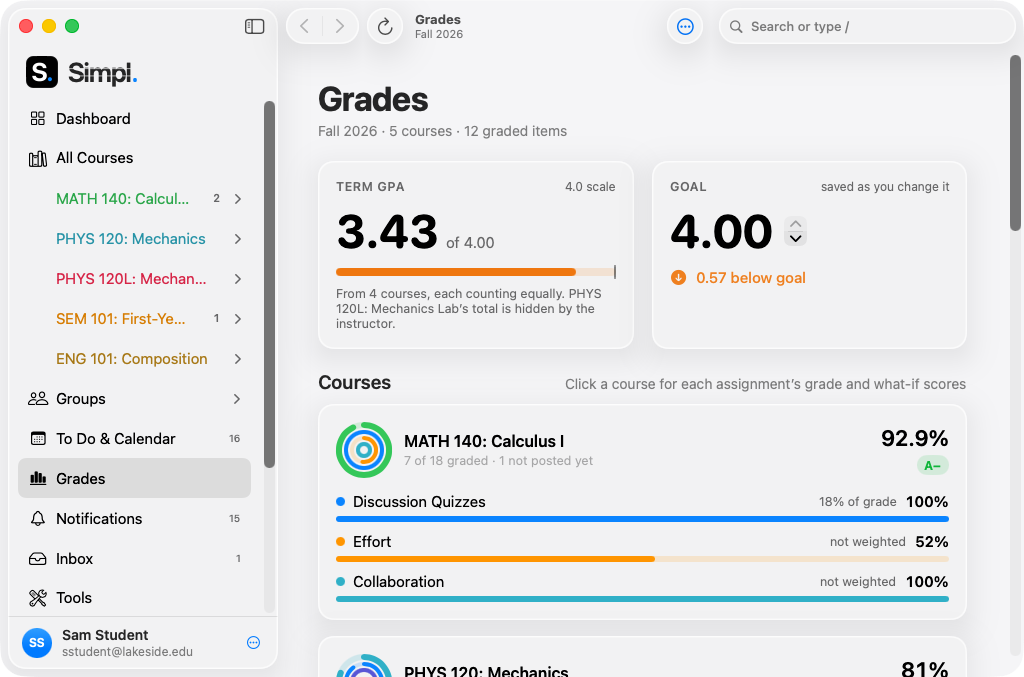 Grades
Fall 2026
Search or type /
S.
Simpl.
Dashboard
All Courses
MATH 140: Calcul... 2
PHYS 120: Mechanics
PHYS 120L: Mechan...
SEM 101: First-Ye... 1
ENG 101: Composition
Groups
To Do & Calendar 16
Grades
Notifications 15
Inbox 1
Tools
SS
Sam Student
sstudent@lakeside.edu
Grades
Fall 2026 · 5 courses · 12 graded items
TERM GPA 4.0 scale
3.43 of 4.00
From 4 courses, each counting equally. PHYS
120L: Mechanics Lab's total is hidden by the
instructor.
GOAL saved as you change it
4.00
0.57 below goal
Courses Click a course for each assignment's grade and what-if scores
MATH 140: Calculus I 92.9%
7 of 18 graded · 1 not posted yet A−
Discussion Quizzes 18% of grade 100%
Effort not weighted 52%
Collaboration not weighted 100%
PHYS 120: Mechanics 81%